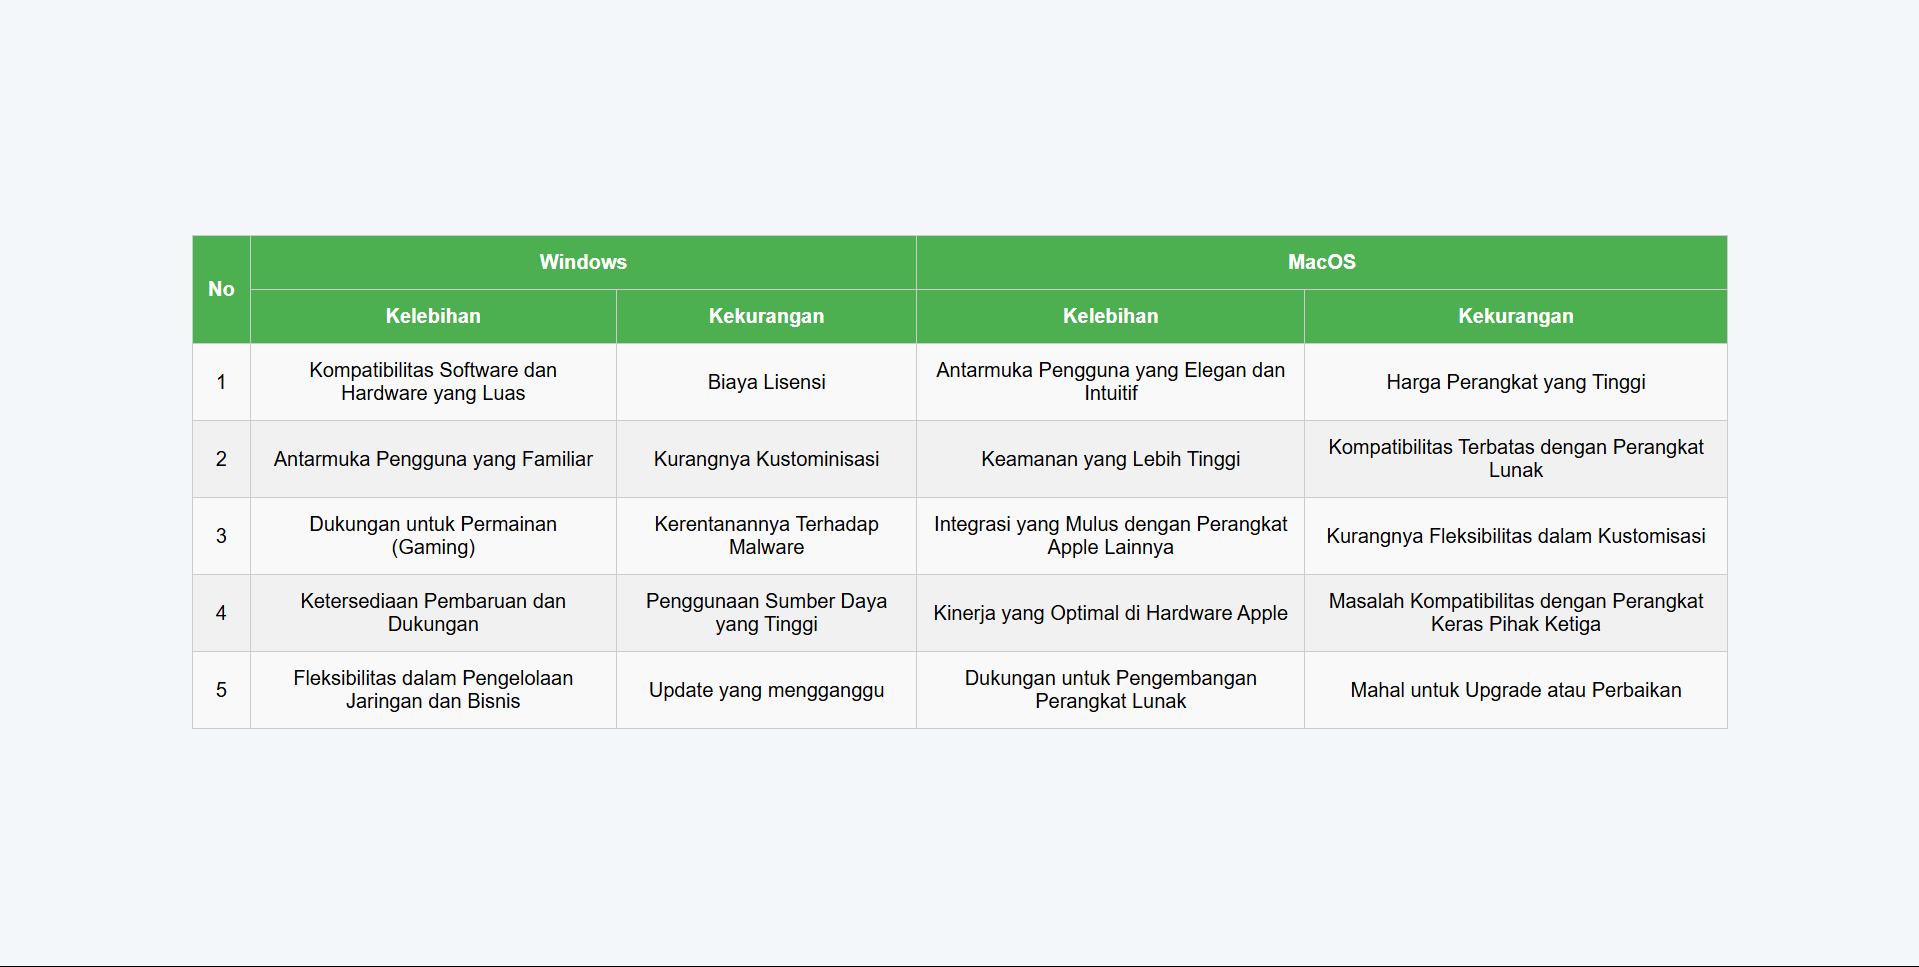 No
Windows
MacOS
Kelebihan
Kekurangan
Kelebihan
Kekurangan
1
Kompatibilitas Software dan
Hardware yang Luas
Biaya Lisensi
Antarmuka Pengguna yang Elegan dan
Intuitif
Harga Perangkat yang Tinggi
2
Antarmuka Pengguna yang Familiar
Kurangnya Kustominisasi
Keamanan yang Lebih Tinggi
Kompatibilitas Terbatas dengan Perangkat
Lunak
3
Dukungan untuk Permainan
(Gaming)
Kerentanannya Terhadap
Malware
Integrasi yang Mulus dengan Perangkat
Apple Lainnya
Kurangnya Fleksibilitas dalam Kustomisasi
4
Ketersediaan Pembaruan dan
Dukungan
Penggunaan Sumber Daya
yang Tinggi
Kinerja yang Optimal di Hardware Apple
Masalah Kompatibilitas dengan Perangkat
Keras Pihak Ketiga
5
Fleksibilitas dalam Pengelolaan
Jaringan dan Bisnis
Update yang mengganggu
Dukungan untuk Pengembangan
Perangkat Lunak
Mahal untuk Upgrade atau Perbaikan